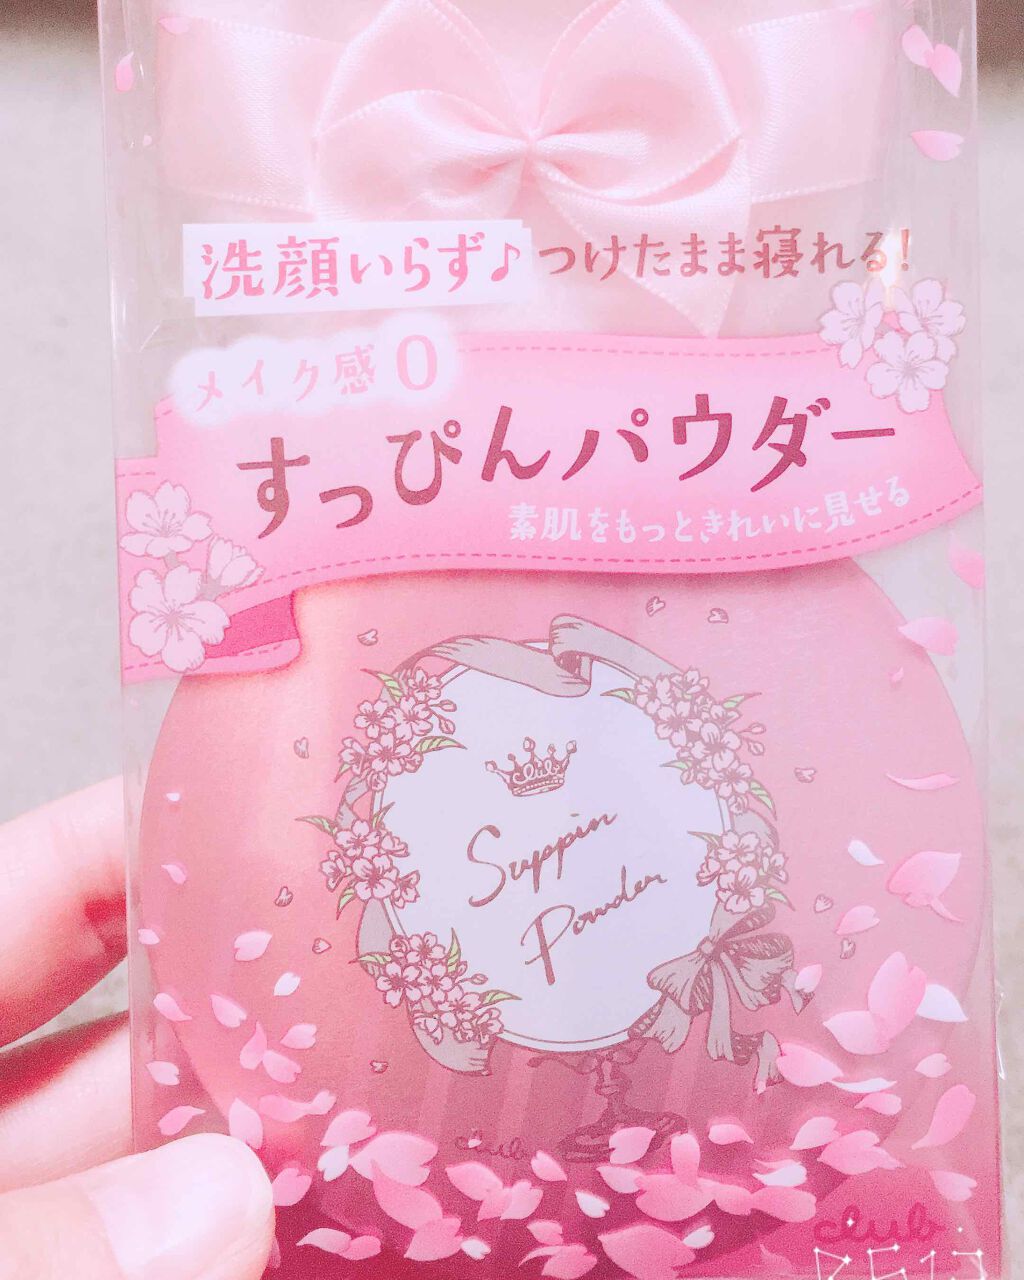 洗顔いらず♪ つけたまま寝れる!
メイク感0
すっぴんパウダー
素肌をもっときれいに見せる
club
Suppin
Powder
club
club